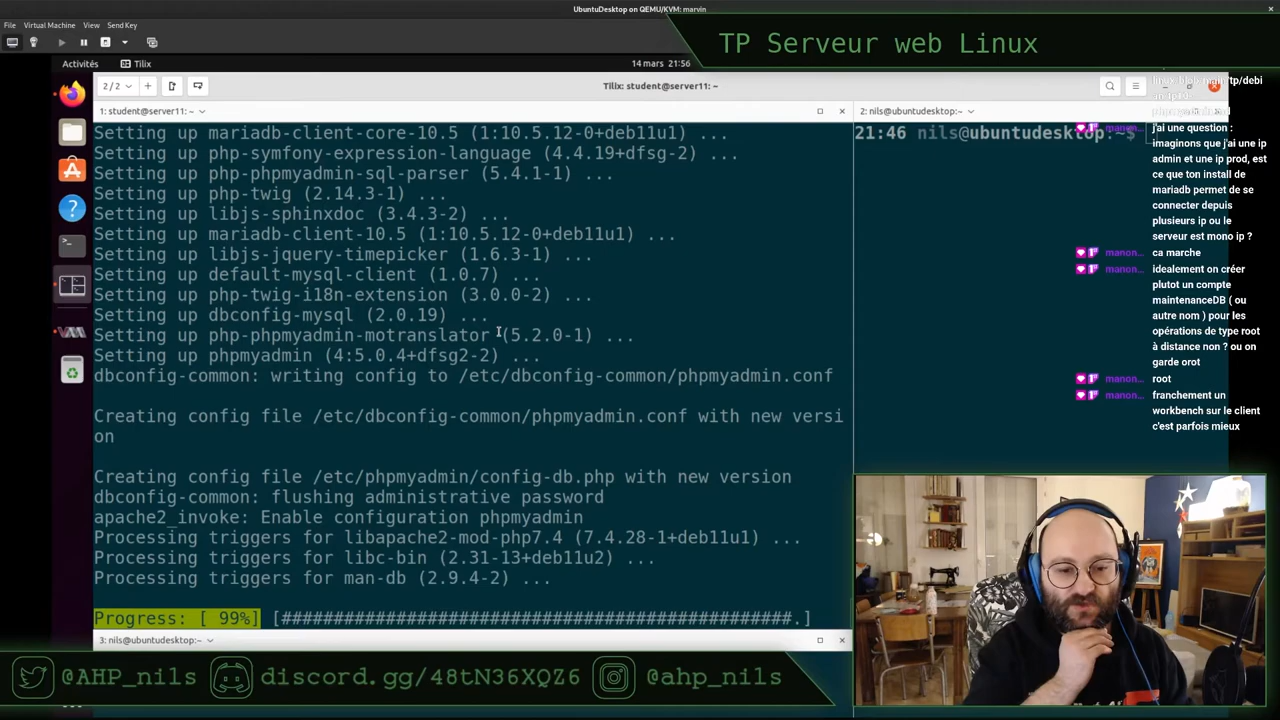 UbuntuDesktop on QEMU/KVM: marvin
File Virtual Machine View Send Key
TP Serveur web Linux
Activités Tilix 14 mars 21:56
2/2 Tilix: student@server11: ~
1: student@server11: ~
2: nils@ubuntudesktop:~
Setting up mariadb-client-core-10.5 (1:10.5.12-0+deb11u1) ...
Setting up php-symfony-expression-language (4.4.19+dfsg-2) ...
Setting up php-phpmyadmin-sql-parser (5.4.1-1) ...
Setting up php-twig (2.14.3-1) ...
Setting up libjs-sphinxdoc (3.4.3-2) ...
Setting up mariadb-client-10.5 (1:10.5.12-0+deb11u1) ...
Setting up libjs-jquery-timepicker (1.6.3-1) ...
Setting up default-mysql-client (1.0.7) ...
Setting up php-twig-i18n-extension (3.0.0-2) ...
Setting up dbconfig-mysql (2.0.19) ...
Setting up php-phpmyadmin-motranslator (5.2.0-1) ...
Setting up phpmyadmin (4:5.0.4+dfsg2-2) ...
dbconfig-common: writing config to /etc/dbconfig-common/phpmyadmin.conf
Creating config file /etc/dbconfig-common/phpmyadmin.conf with new versi
on
Creating config file /etc/phpmyadmin/config-db.php with new version
dbconfig-common: flushing administrative password
apache2_invoke: Enable configuration phpmyadmin
Processing triggers for libapache2-mod-php7.4 (7.4.28-1+deb11u1) ...
Processing triggers for libc-bin (2.31-13+deb11u2) ...
Processing triggers for man-db (2.9.4-2) ...
Progress: [ 99%] [##################################################.]
3: nils@ubuntudesktop:~
21:46 nils@ubuntudesktop:~$
manon...
j'ai une question :
imaginons que j'ai une ip
admin et une ip prod, est
ce que ton install de
mariadb permet de se
connecter depuis
plusieurs ip ou le
serveur est mono ip ?
manon... ca marche
manon... idealement on créer
plutot un compte
maintenanceDB ( ou
autre nom ) pour les
opérations de type root
à distance non ? ou on
garde orot
manon... root
manon... franchement un
workbench sur le client
c'est parfois mieux
@AHP_nils discord.gg/48tN36XQZ6 @ahp_nils